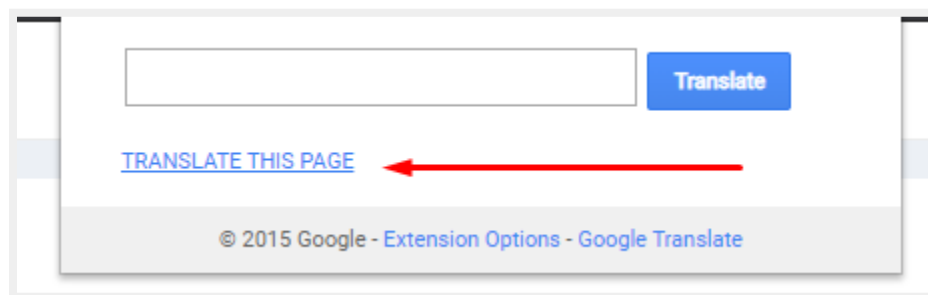 Translate
TRANSLATE THIS PAGE
© 2015 Google - Extension Options - Google Translate